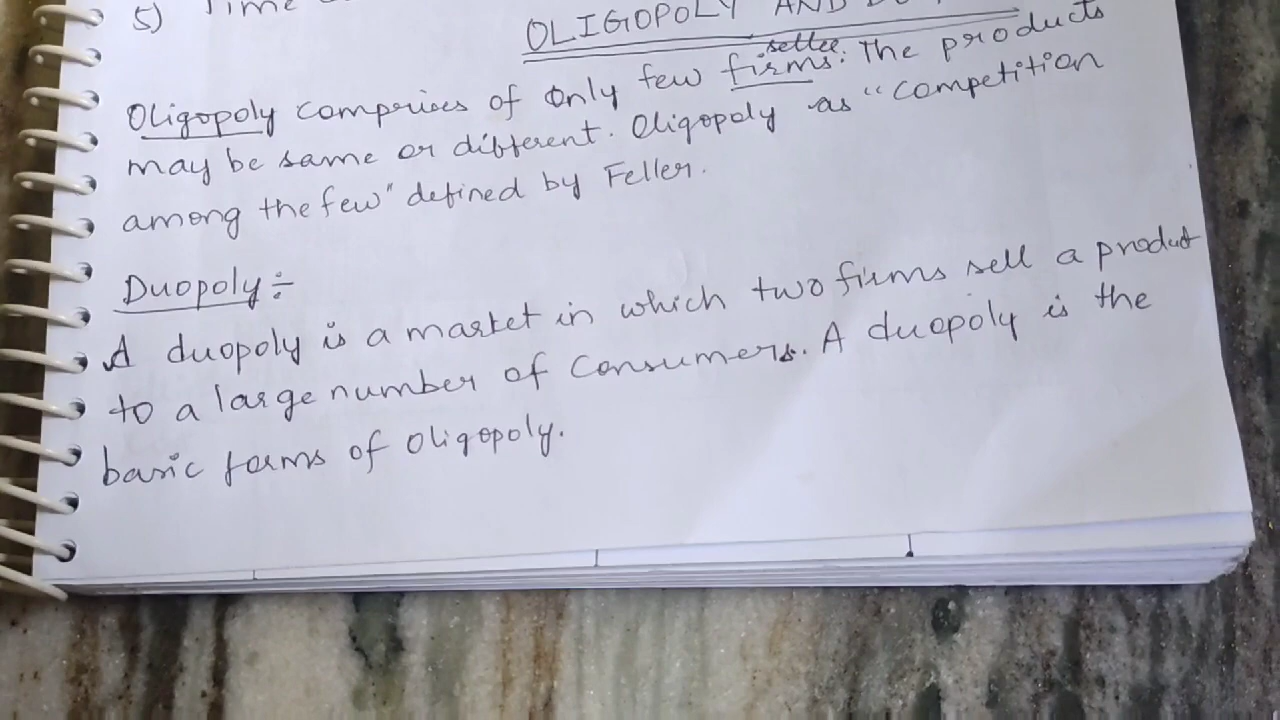 5) Time
OLIGOPOLY AND
seller
Oligopoly comprises of only few firms. The products
may be same or different. Oligopoly as "competition
among the few" defined by Feller.
Duopoly ÷
A duopoly is a market in which two firms sell a product
to a large number of consumers. A duopoly is the
basic forms of oligopoly.